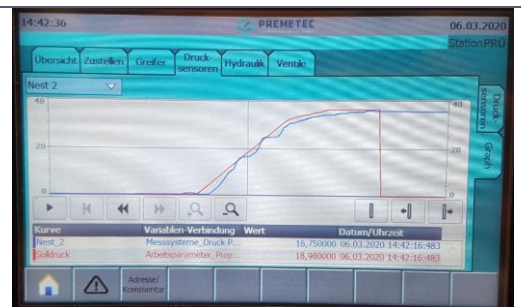 14:42:36
PREMETEC
06.03.2020
StationPRÜ
Übersicht
Zustellen
Greifer
Druck-
sensoren
Hydraulik
Ventile
Nest 2
40
20
0
40
20
0
Druck-
sensoren
Graph
Kurve Variablen-Verbindung Wert Datum/Uhrzeit
Nest_2 Messsysteme_Druck P... 16,750000 06.03.2020 14:42:16:483
Solldruck Arbeitsparameter_Prop... 18,980000 06.03.2020 14:42:16:483
Adresse/
Kommentar